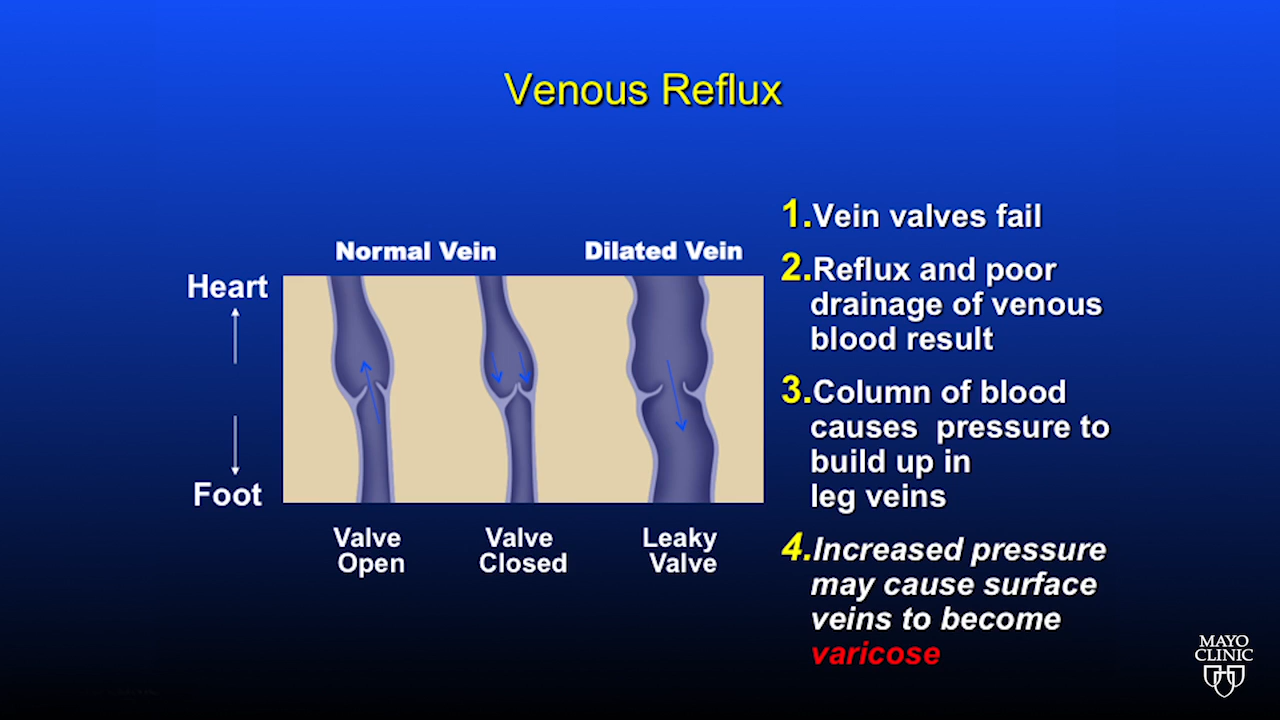 Venous Reflux
Normal Vein
Dilated Vein
Heart
Foot
Valve
Open
Valve
Closed
Leaky
Valve
1.Vein valves fail
2.Reflux and poor
drainage of venous
blood result
3.Column of blood
causes pressure to
build up in
leg veins
4.Increased pressure
may cause surface
veins to become
varicose
MAYO
CLINIC